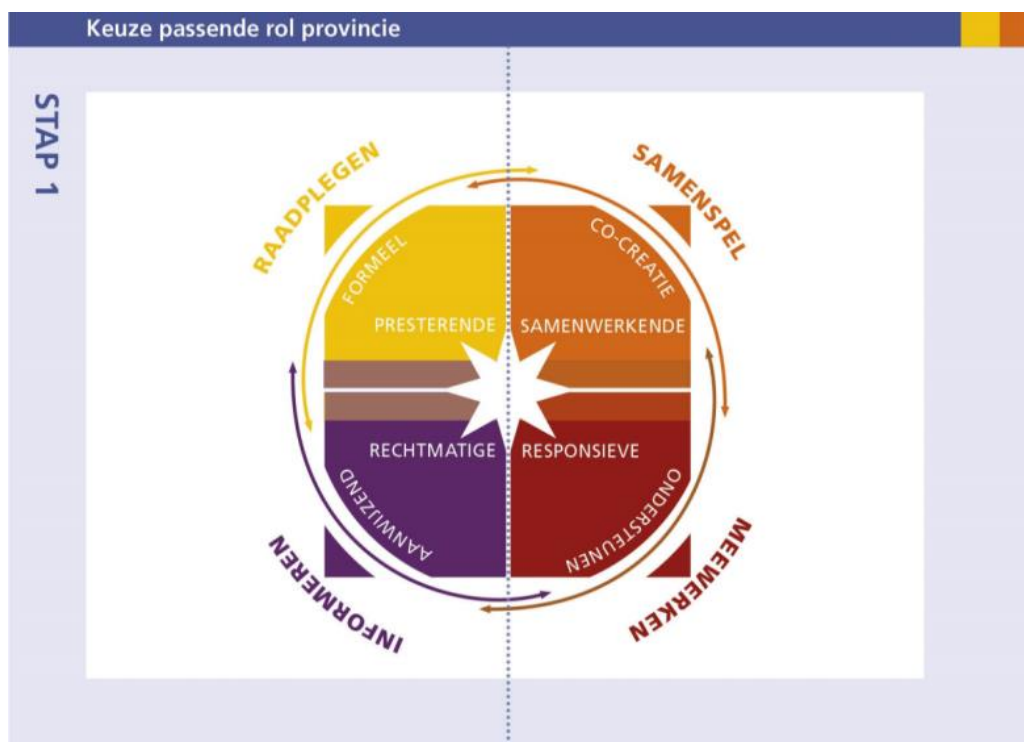 Keuze passende rol provincie
STAP 1
RAADPLEGEN
SAMENSPEL
FORMEEL
CO-CREATIE
PRESTERENDE
SAMENWERKENDE
RECHTMATIGE
RESPONSIEVE
AANWIJZEND
ONDERSTEUNEN
INFORMEREN
MEEWERKEN